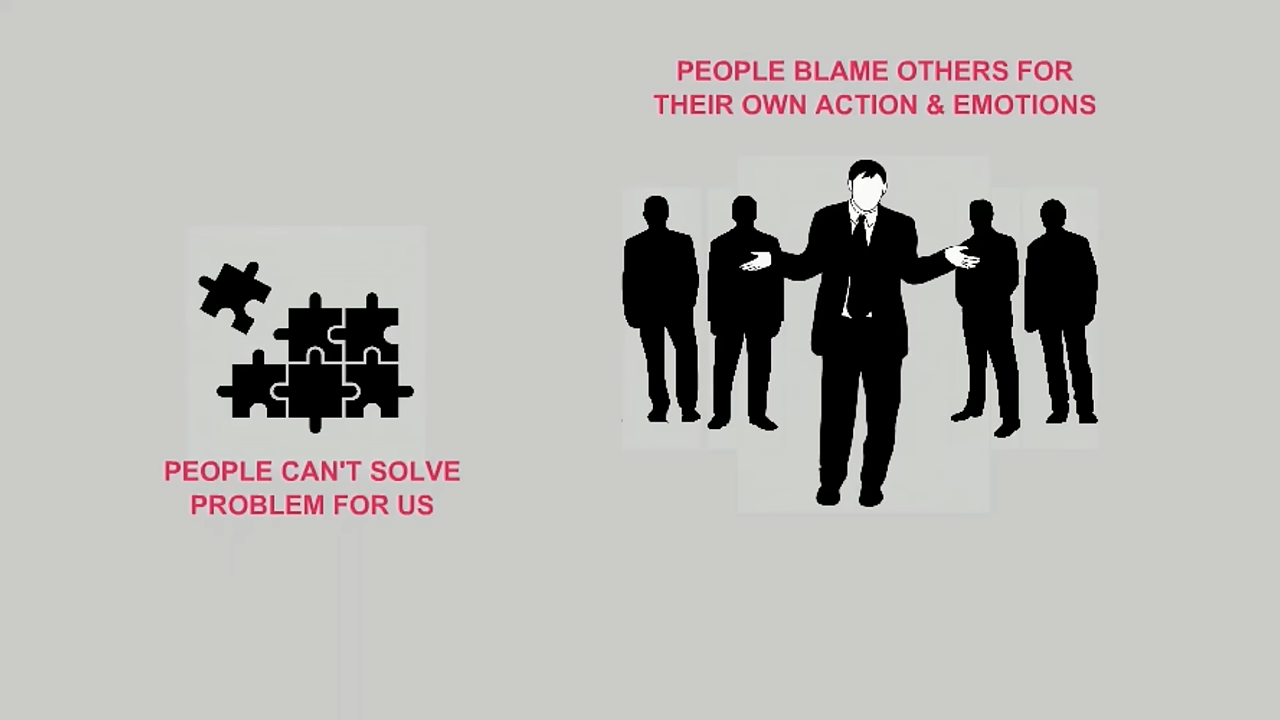 PEOPLE BLAME OTHERS FOR
THEIR OWN ACTION & EMOTIONS
PEOPLE CAN'T SOLVE
PROBLEM FOR US